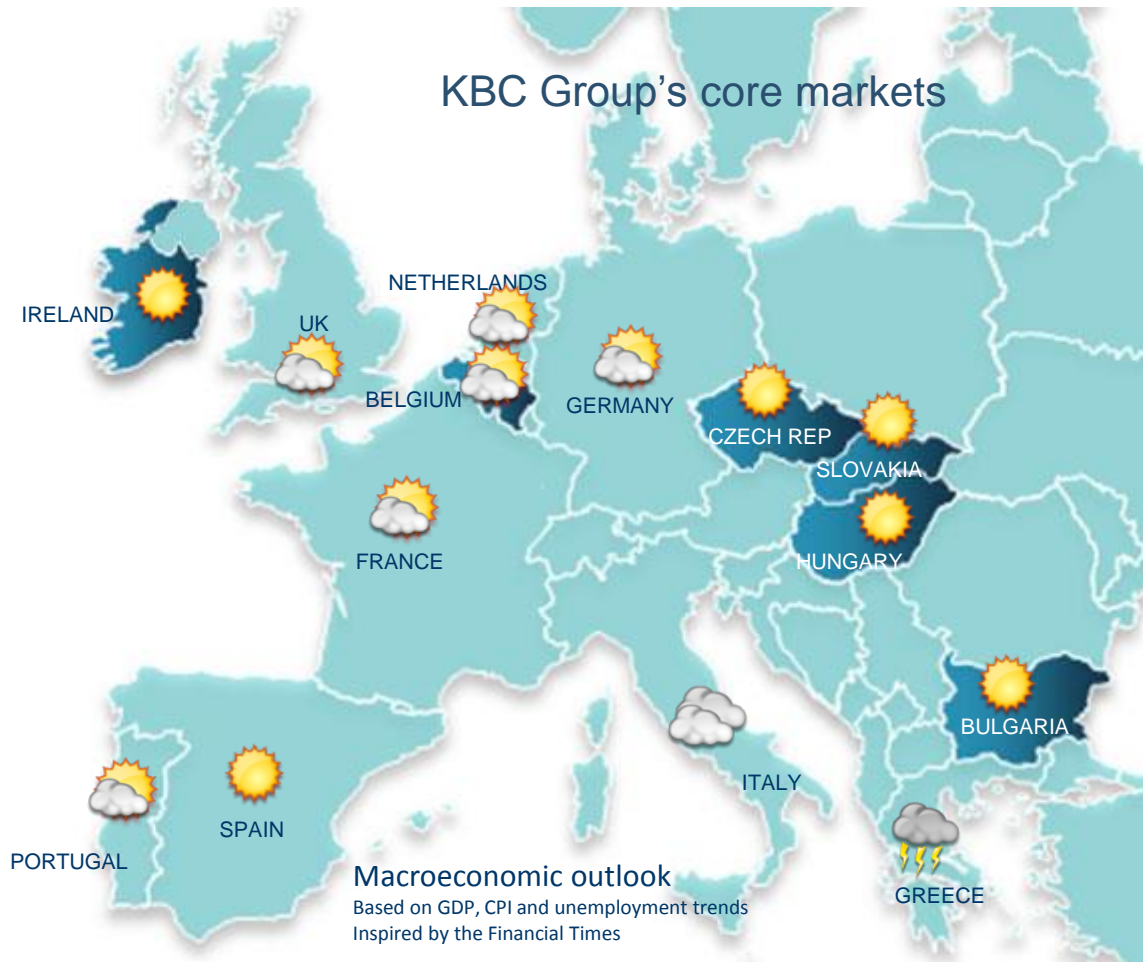 KBC Group's core markets
NETHERLANDS
IRELAND
UK
BELGIUM
GERMANY
CZECH REP
SLOVAKIA
FRANCE
HUNGARY
BULGARIA
ITALY
SPAIN
PORTUGAL
Macroeconomic outlook
GREECE
Based on GDP, CPI and unemployment trends
Inspired by the Financial Times